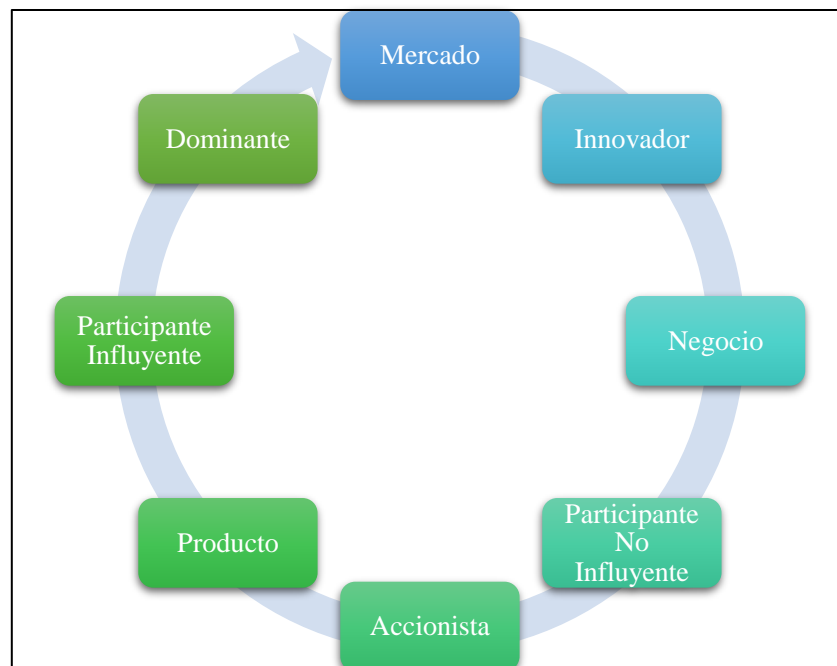 Mercado
Innovador
Negocio
Participante
No
Influyente
Accionista
Producto
Participante
Influyente
Dominante